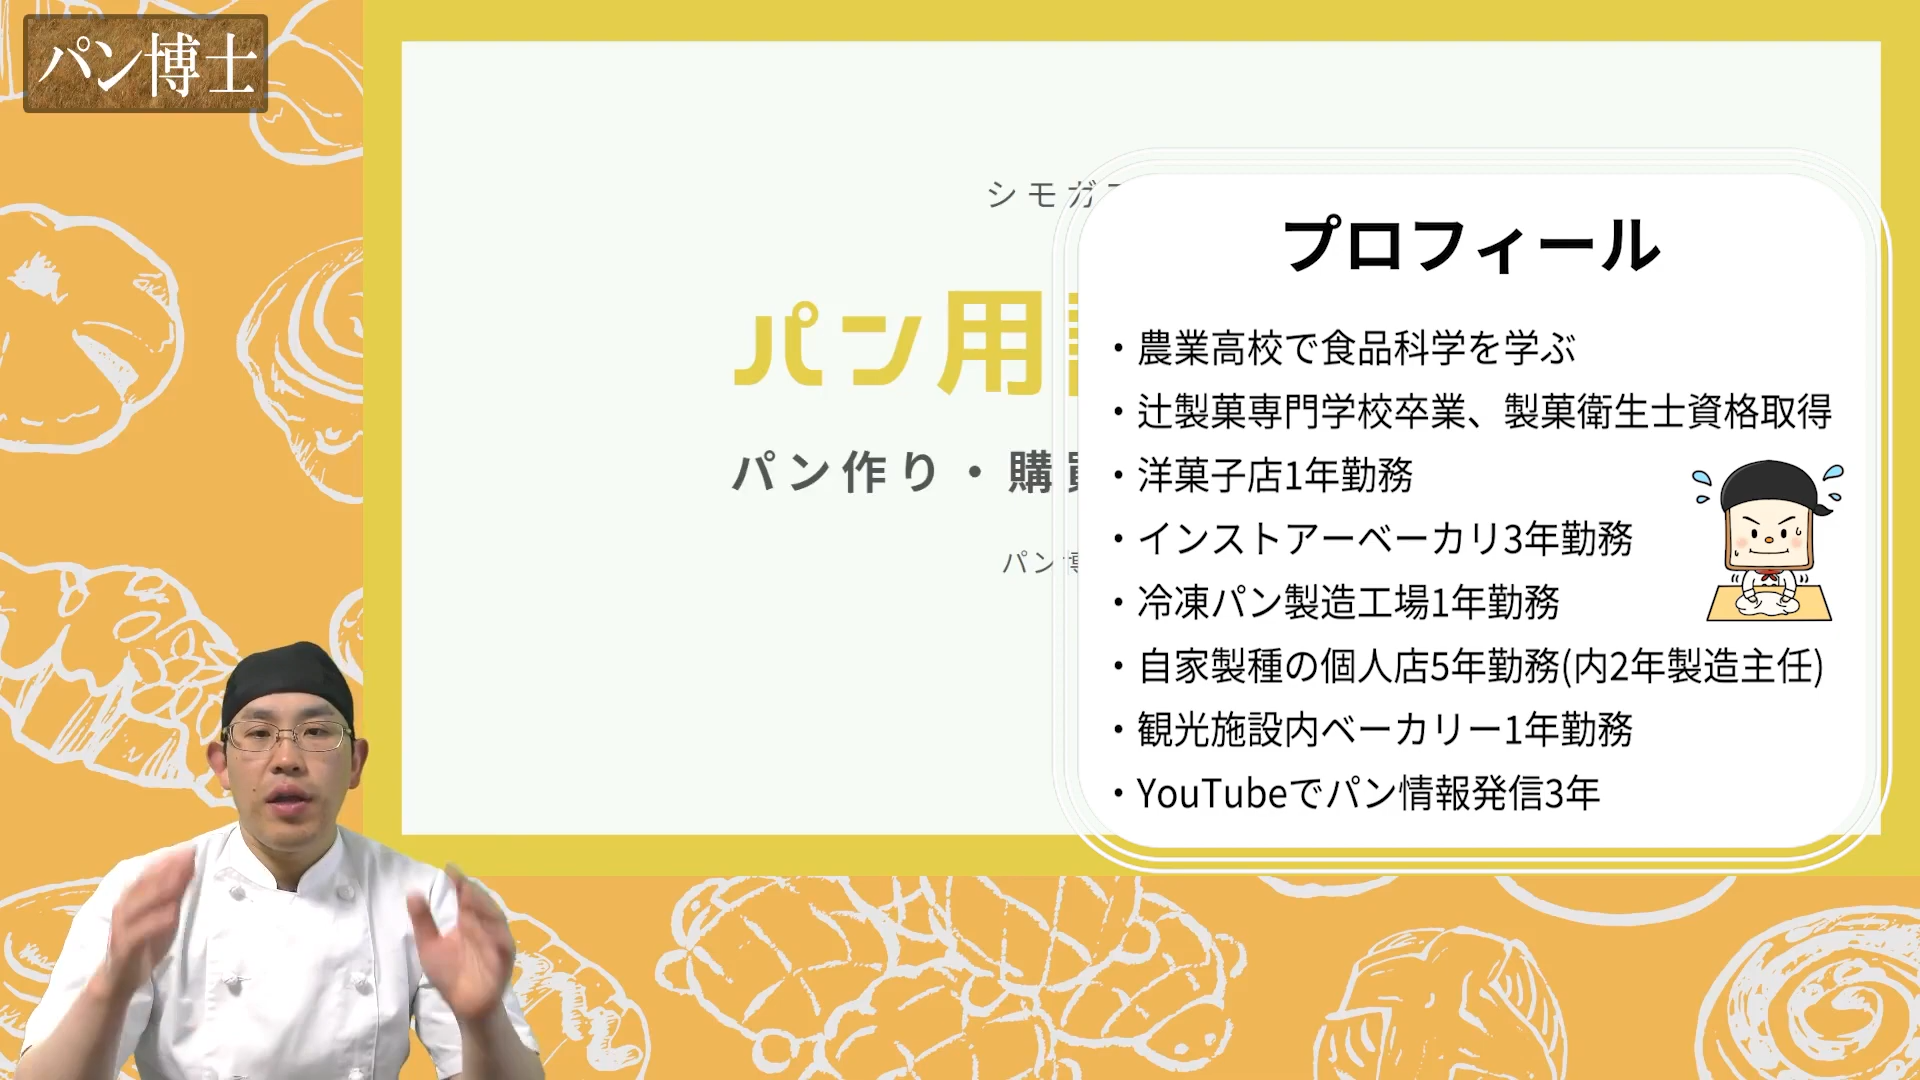 パン博士
シモガ
プロフィール
パン用
・農業高校で食品科学を学ぶ
・辻製菓専門学校卒業、製菓衛生士資格取得
パン作り・購
・洋菓子店1年勤務
・インストアーベーカリ3年勤務
パン
・冷凍パン製造工場1年勤務
・自家製種の個人店5年勤務(内2年製造主任)
・観光施設内ベーカリー1年勤務
・YouTubeでパン情報発信3年